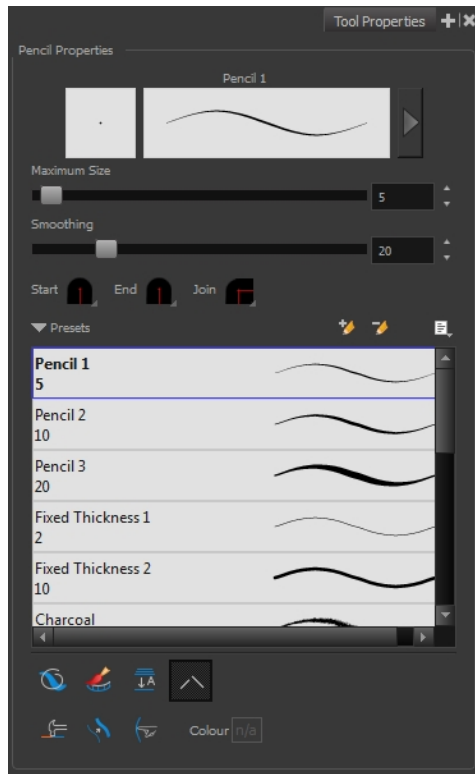 Tool Properties
Pencil Properties
Pencil 1
Maximum Size
5
Smoothing
20
Start End Join
Presets
Pencil 1
5
Pencil 2
10
Pencil 3
20
Fixed Thickness 1
2
Fixed Thickness 2
10
Charcoal
Colour n/a